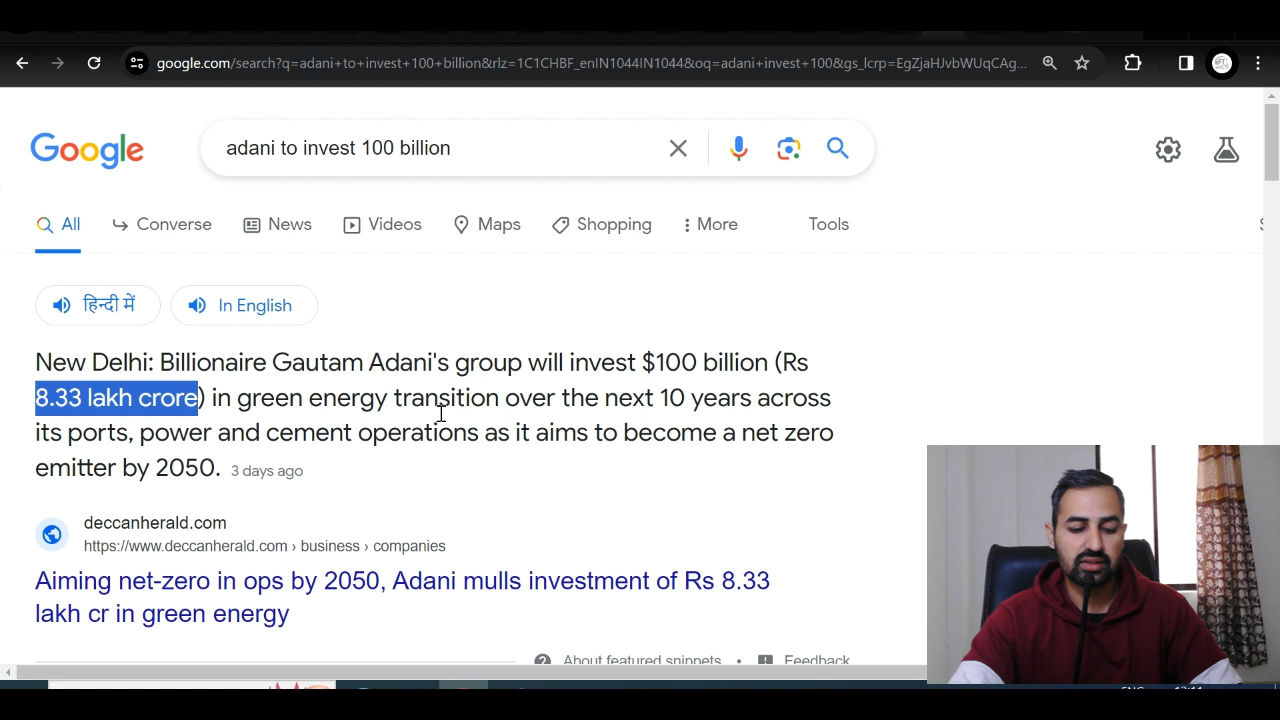 google.com/search?q=adani+to+invest+100+billion&rlz=1C1CHBF_enIN1044IN1044&oq=adani+invest+100&gs_lcrp=EgZjaHJvbWUqCAg...
Google
adani to invest 100 billion
All Converse News Videos Maps Shopping More Tools
हिन्दी में In English
New Delhi: Billionaire Gautam Adani's group will invest $100 billion (Rs
8.33 lakh crore) in green energy transition over the next 10 years across
its ports, power and cement operations as it aims to become a net zero
emitter by 2050. 3 days ago
deccanherald.com
https://www.deccanherald.com › business › companies
Aiming net-zero in ops by 2050, Adani mulls investment of Rs 8.33
lakh cr in green energy
About featured snippets • Feedback